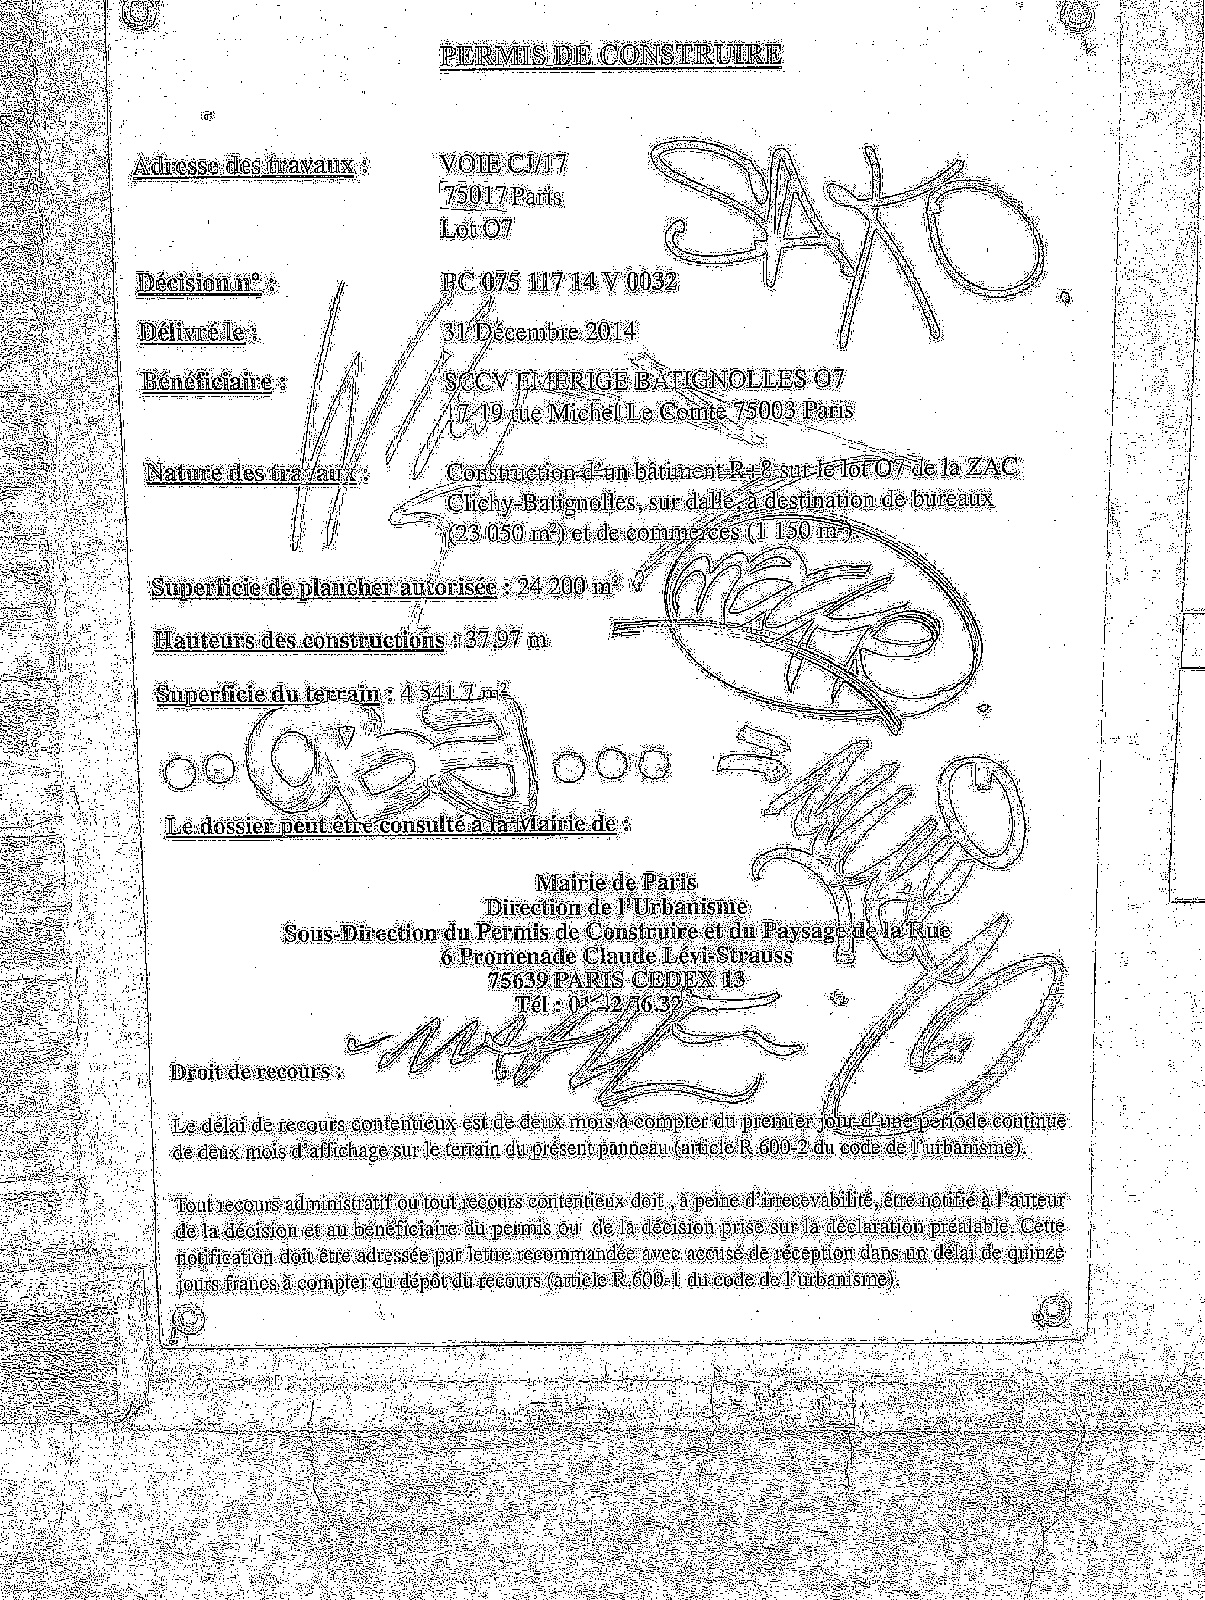 PERMIS DE CONSTRUIRE
Adresse des travaux : VOIE CJ/17
75017 Paris
Lot O7
Décision n° : PC 075 117 14 V 0032
Délivré le : 31 Décembre 2014
Bénéficiaire : SCCV EMERIGE BATIGNOLLES O7
17-19 rue Michel Le Comte 75003 Paris
Nature des travaux : Construction d'un bâtiment R+8 sur le lot O7 de la ZAC
Clichy-Batignolles, sur dalle, à destination de bureaux
(23 050 m²) et de commerces (1 150 m²).
Superficie de plancher autorisée : 24 200 m²
Hauteurs des constructions : 37,97 m
Superficie du terrain : 4 541,7 m²
SAKO
Le dossier peut être consulté à la Mairie de :
Mairie de Paris
Direction de l'Urbanisme
Sous-Direction du Permis de Construire et du Paysage de la Rue
6 Promenade Claude Lévi-Strauss
75639 PARIS CEDEX 13
Tél : 76.32
Droit de recours :
Le délai de recours contentieux est de deux mois à compter du premier jour d'une période continue
de deux mois d'affichage sur le terrain du présent panneau (article R.600-2 du code de l'urbanisme).
Tout recours administratif ou tout recours contentieux doit , à peine d'irrecevabilité, être notifié à l'auteur
de la décision et au bénéficiaire du permis ou de la décision prise sur la déclaration préalable. Cette
notification doit être adressée par lettre recommandée avec accusé de réception dans un délai de quinze
jours francs à compter du dépôt du recours (article R.600-1 du code de l'urbanisme).